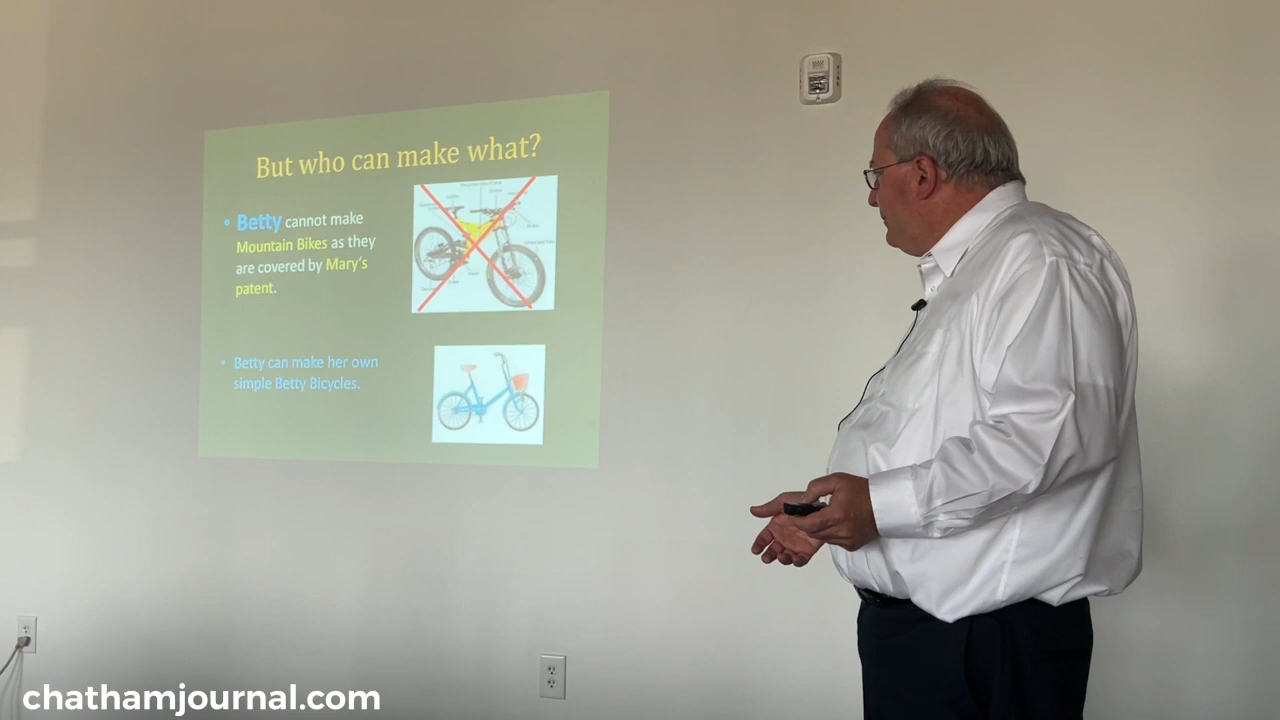 But who can make what?
• Betty cannot make
Mountain Bikes as they
are covered by Mary's
patent.
• Betty can make her own
simple Betty Bicycles.
chathamjournal.com